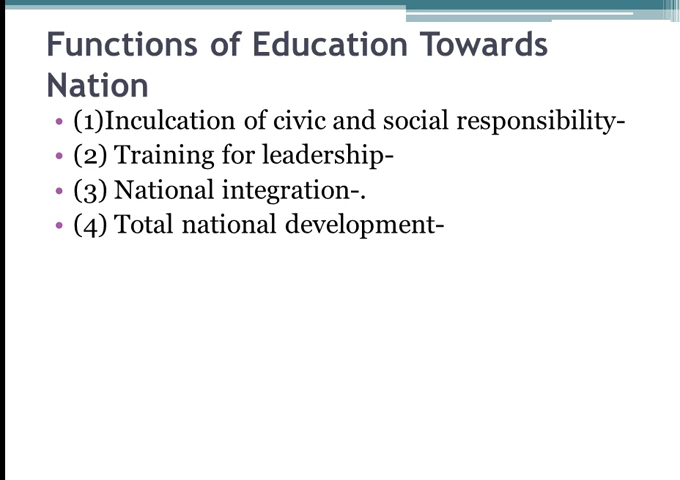 Functions of Education Towards
Nation
• (1)Inculcation of civic and social responsibility-
• (2) Training for leadership-
• (3) National integration-.
• (4) Total national development-